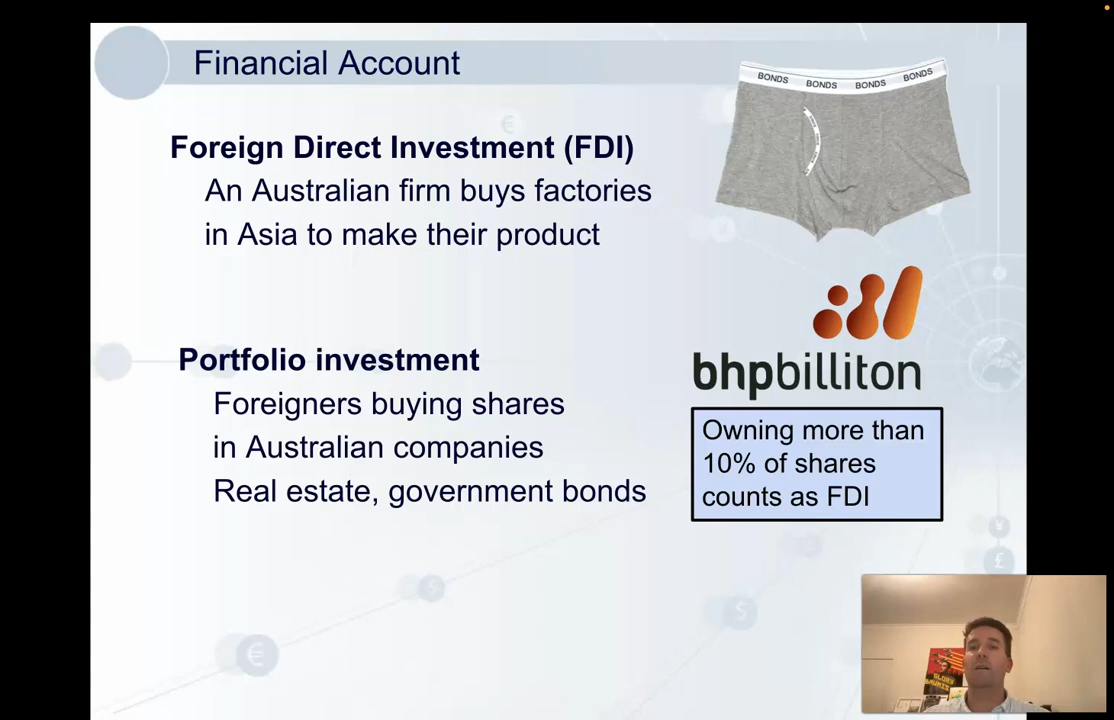 Financial Account
BONDS BONDS BONDS BONDS
Foreign Direct Investment (FDI)
An Australian firm buys factories
in Asia to make their product
bhpbilliton
Portfolio investment
Foreigners buying shares
in Australian companies
Real estate, government bonds
Owning more than
10% of shares
counts as FDI
€
¥
£
$
$
€
GLORY